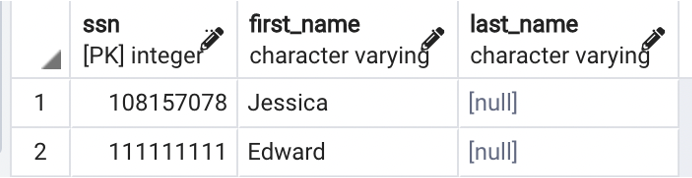 ssn first_name last_name
[PK] integer character varying character varying
1 108157078 Jessica [null]
2 111111111 Edward [null]